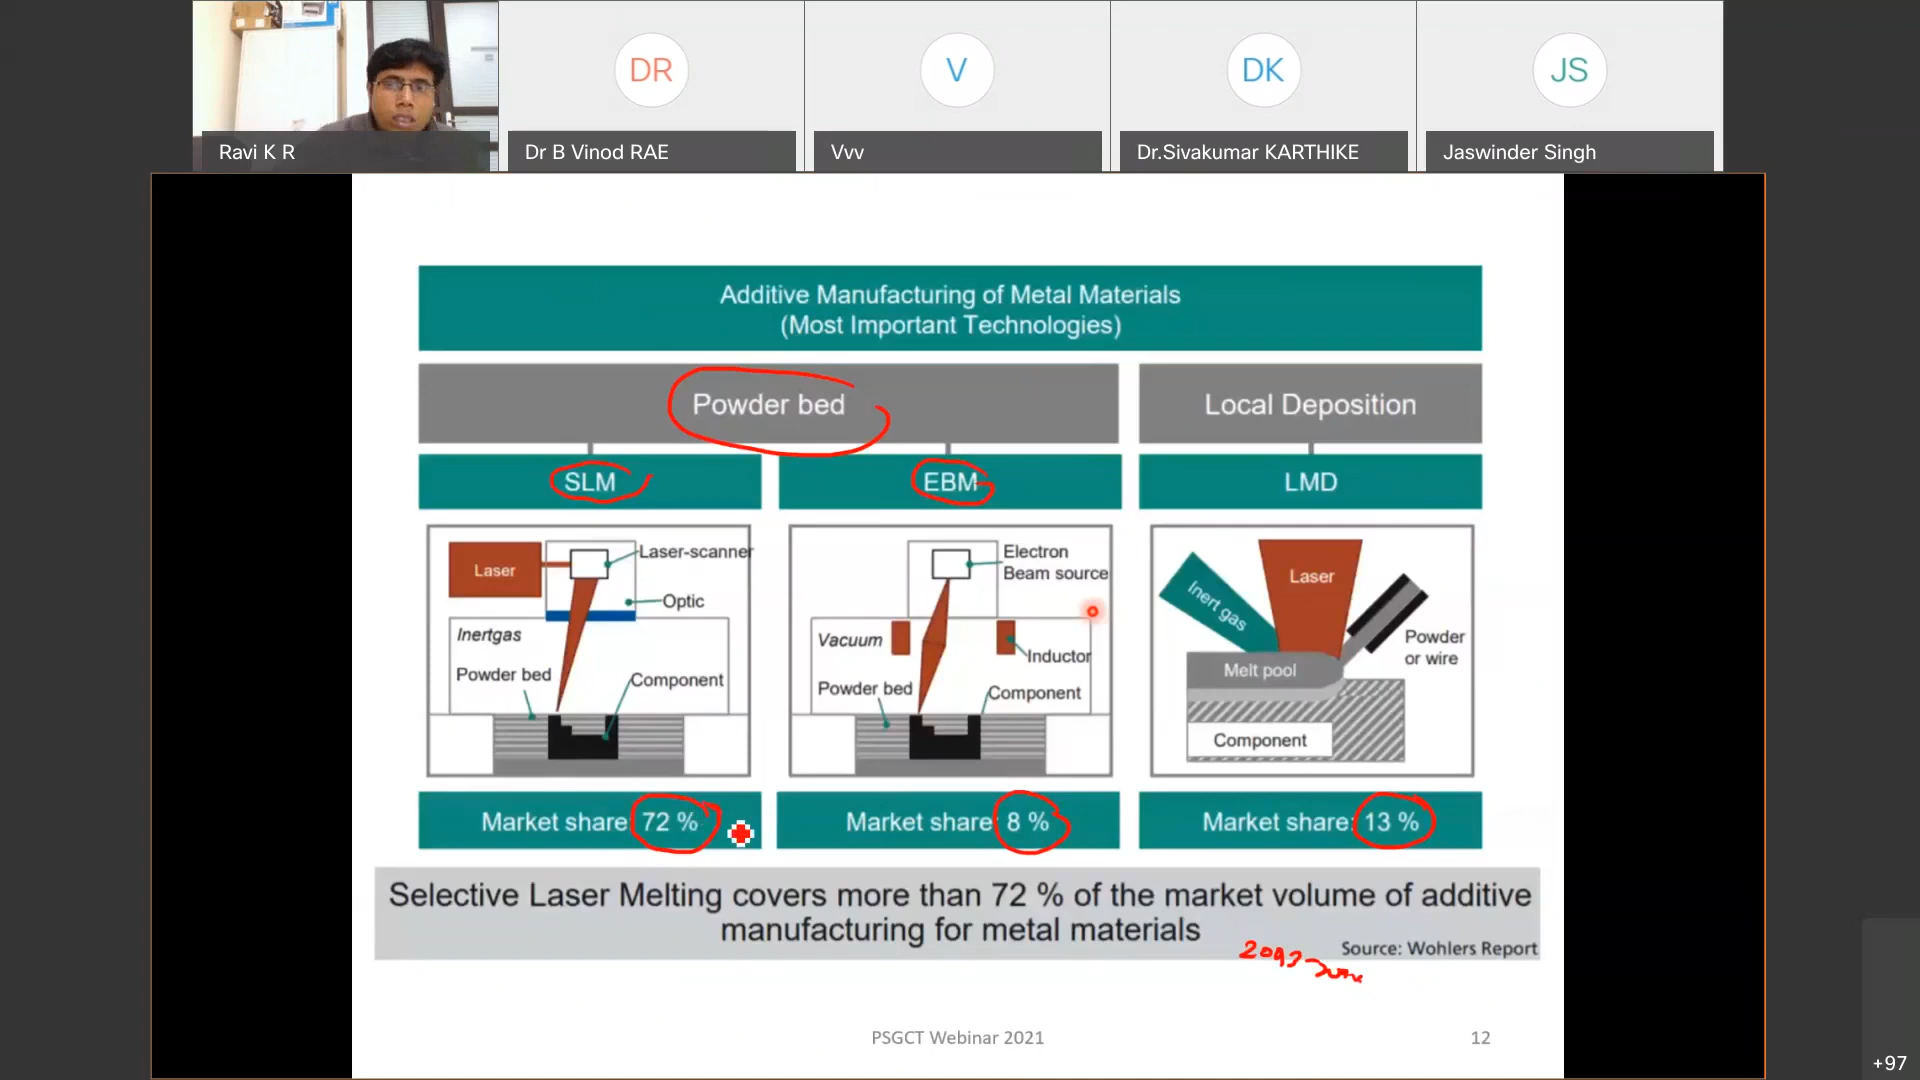 DR
V
DK
JS
Ravi K R
Dr B Vinod RAE
Vvv
Dr.Sivakumar KARTHIKE
Jaswinder Singh
Additive Manufacturing of Metal Materials
(Most Important Technologies)
Powder bed
Local Deposition
SLM
EBM
LMD
Laser
Laser-scanner
Optic
Inertgas
Powder bed
Component
Electron
Beam source
Vacuum
Inductor
Powder bed
Component
Inert gas
Laser
Powder
or wire
Melt pool
Component
Market share: 72 %
Market share: 8 %
Market share: 13 %
Selective Laser Melting covers more than 72 % of the market volume of additive
manufacturing for metal materials
Source: Wohlers Report
PSGCT Webinar 2021
12
+97